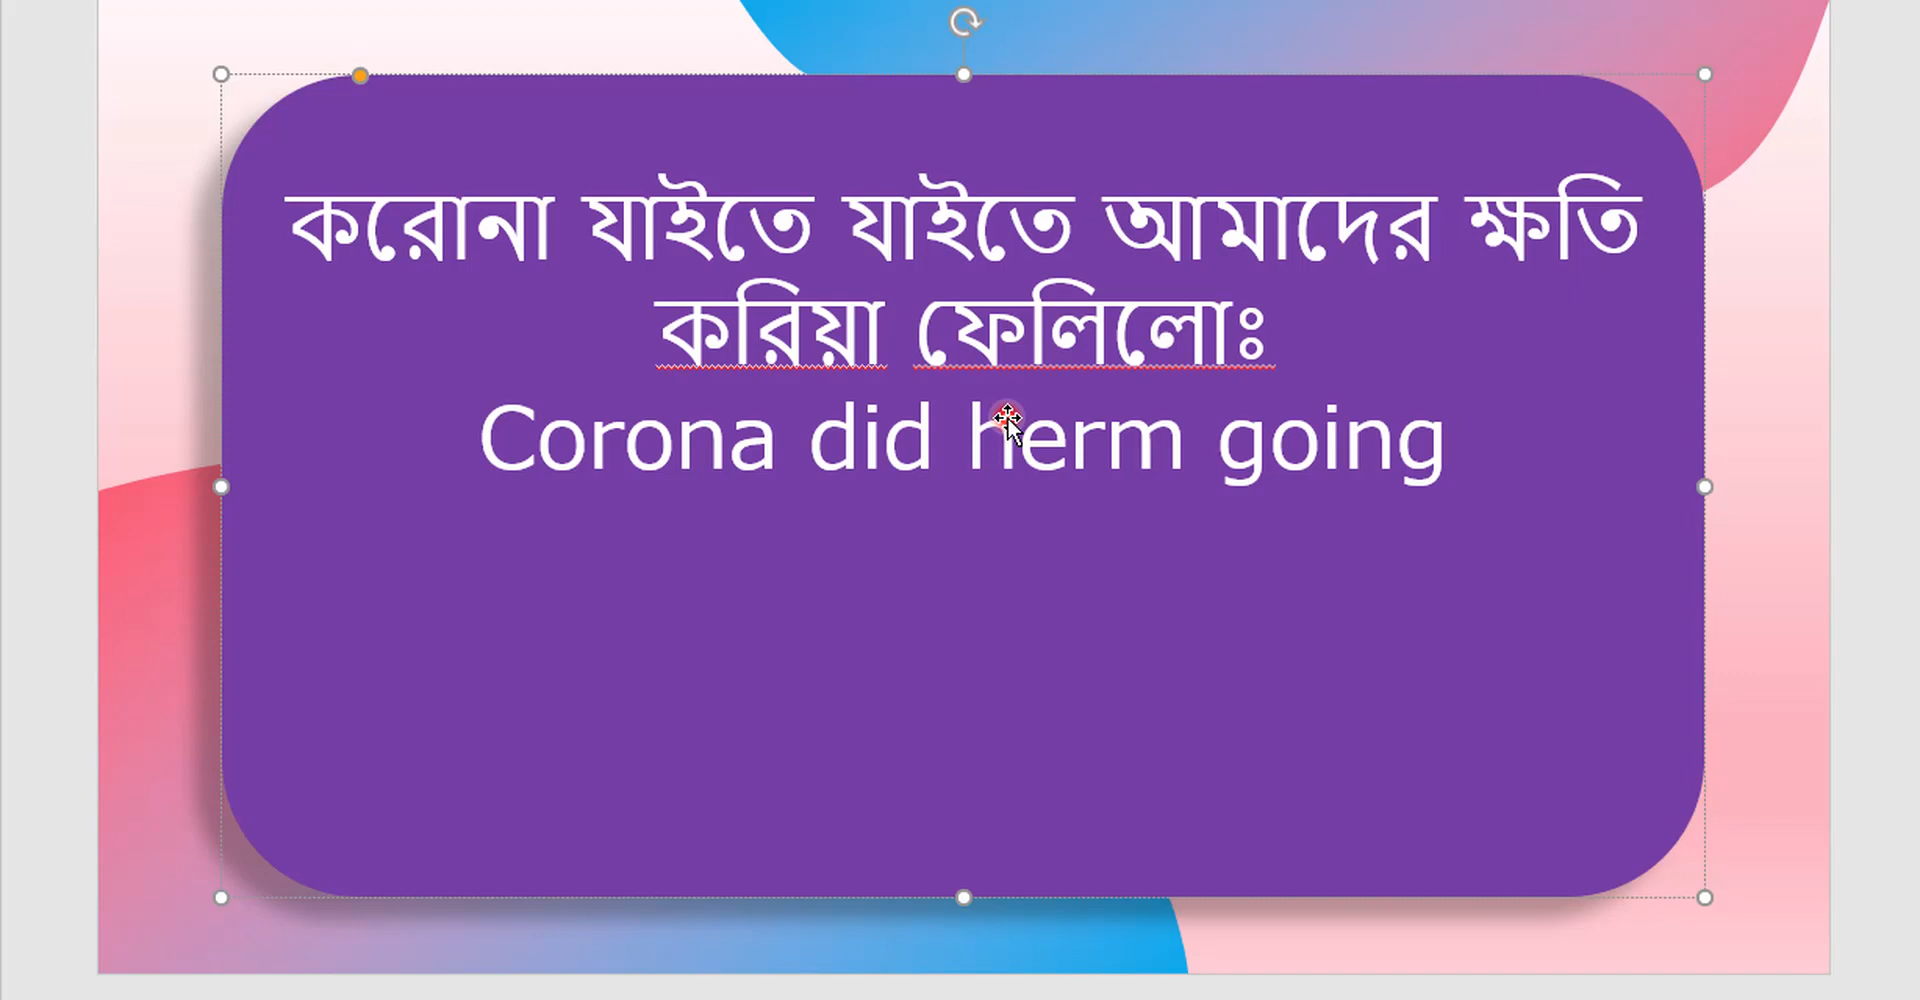 করোনা যাইতে যাইতে আমাদের ক্ষতি
করিয়া ফেলিলোঃ
Corona did herm going